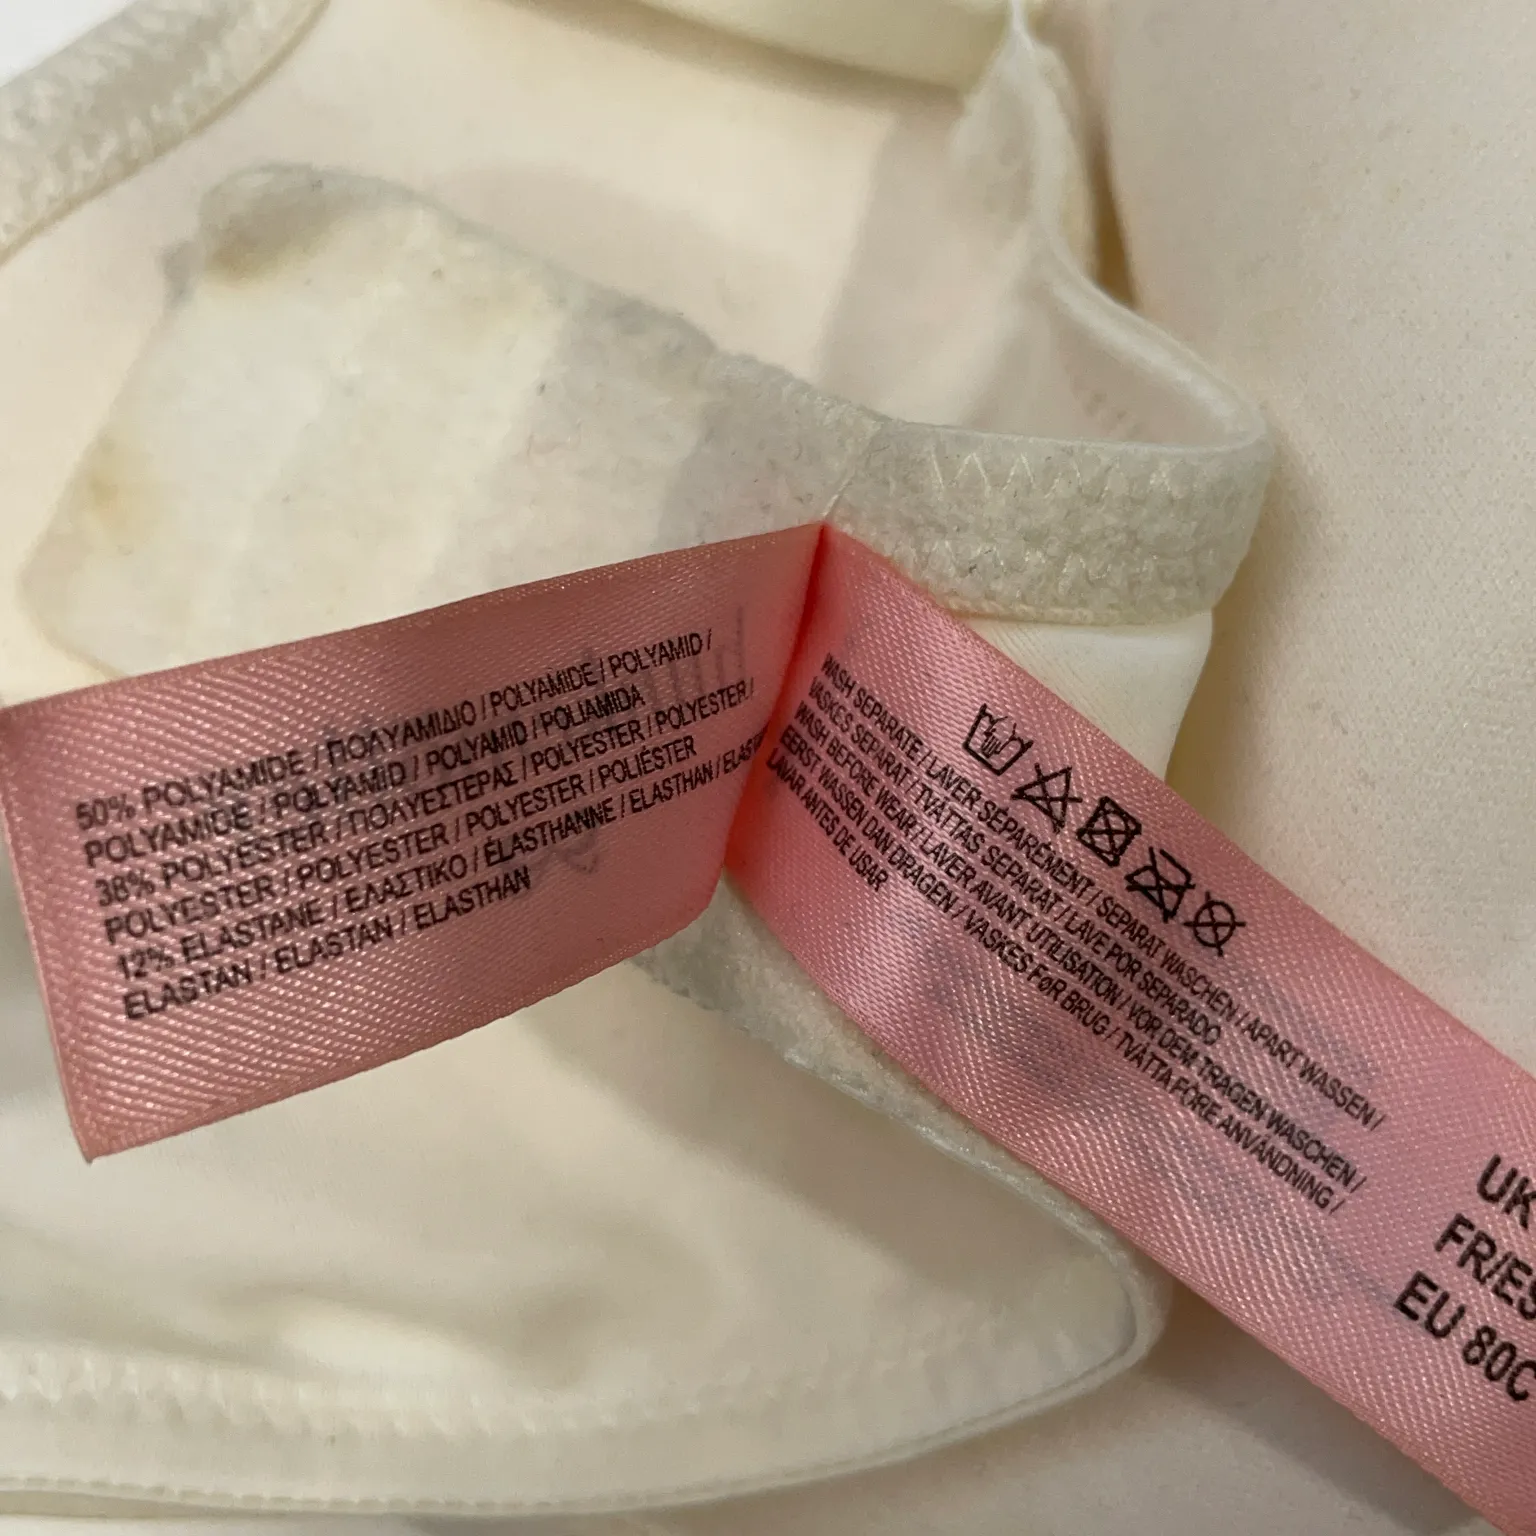 50% POLYAMIDE / ΠΟΛΥΑΜΙΔΙΟ / POLYAMIDE / POLYAMID /
POLYAMIDE / POLYAMID / POLYAMID / POLIAMIDA
38% POLYESTER / ΠΟΛΥΕΣΤΕΡΑΣ / POLYESTER / POLYESTER /
POLYESTER / POLYESTER / POLYESTER / POLIÉSTER
12% ELASTANE / ΕΛΑΣΤΙΚΟ / ÉLASTHANNE / ELASTHAN /
ELASTAN / ELASTAN / ELASTHAN
WASH SEPARATE / LAVER SÉPARÉMENT / SEPARAT WASCHEN / APART WASSEN /
VASKES SEPARAT / TVÄTTAS SEPARAT / LAVE POR SEPARADO
WASH BEFORE WEAR / LAVER AVANT UTILISATION / VOR DEM TRAGEN WASCHEN /
EERST WASSEN DAN DRAGEN / VASKES FØR BRUG / TVÄTTA FÖRE ANVÄNDNING /
LAVAR ANTES DE USAR
UK
FR/ES
EU 80C